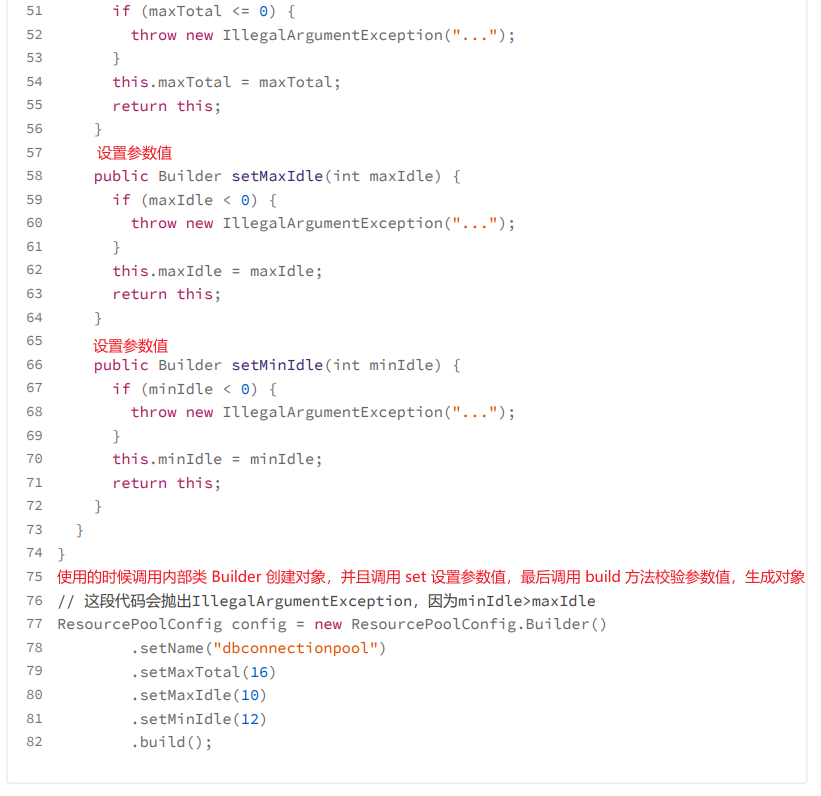 51 if (maxTotal <= 0) {
52 throw new IllegalArgumentException("...");
53 }
54 this.maxTotal = maxTotal;
55 return this;
56 }
57 设置参数值
58 public Builder setMaxIdle(int maxIdle) {
59 if (maxIdle < 0) {
60 throw new IllegalArgumentException("...");
61 }
62 this.maxIdle = maxIdle;
63 return this;
64 }
65 设置参数值
66 public Builder setMinIdle(int minIdle) {
67 if (minIdle < 0) {
68 throw new IllegalArgumentException("...");
69 }
70 this.minIdle = minIdle;
71 return this;
72 }
73 }
74 }
75 使用的时候调用内部类 Builder 创建对象，并且调用 set 设置参数值，最后调用 build 方法校验参数值，生成对象
76 // 这段代码会抛出IllegalArgumentException，因为minIdle>maxIdle
77 ResourcePoolConfig config = new ResourcePoolConfig.Builder()
78 .setName("dbconnectionpool")
79 .setMaxTotal(16)
80 .setMaxIdle(10)
81 .setMinIdle(12)
82 .build();